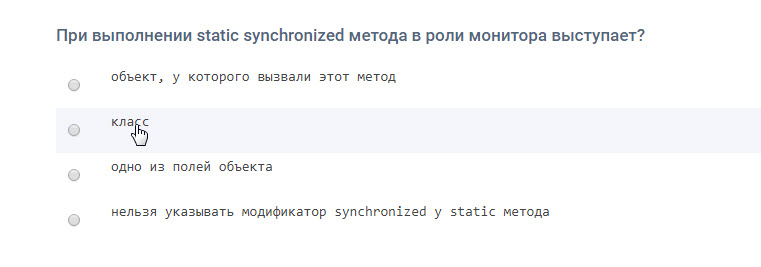 При выполнении static synchronized метода в роли монитора выступает?
объект, у которого вызвали этот метод
класс
одно из полей объекта
нельзя указывать модификатор synchronized у static метода